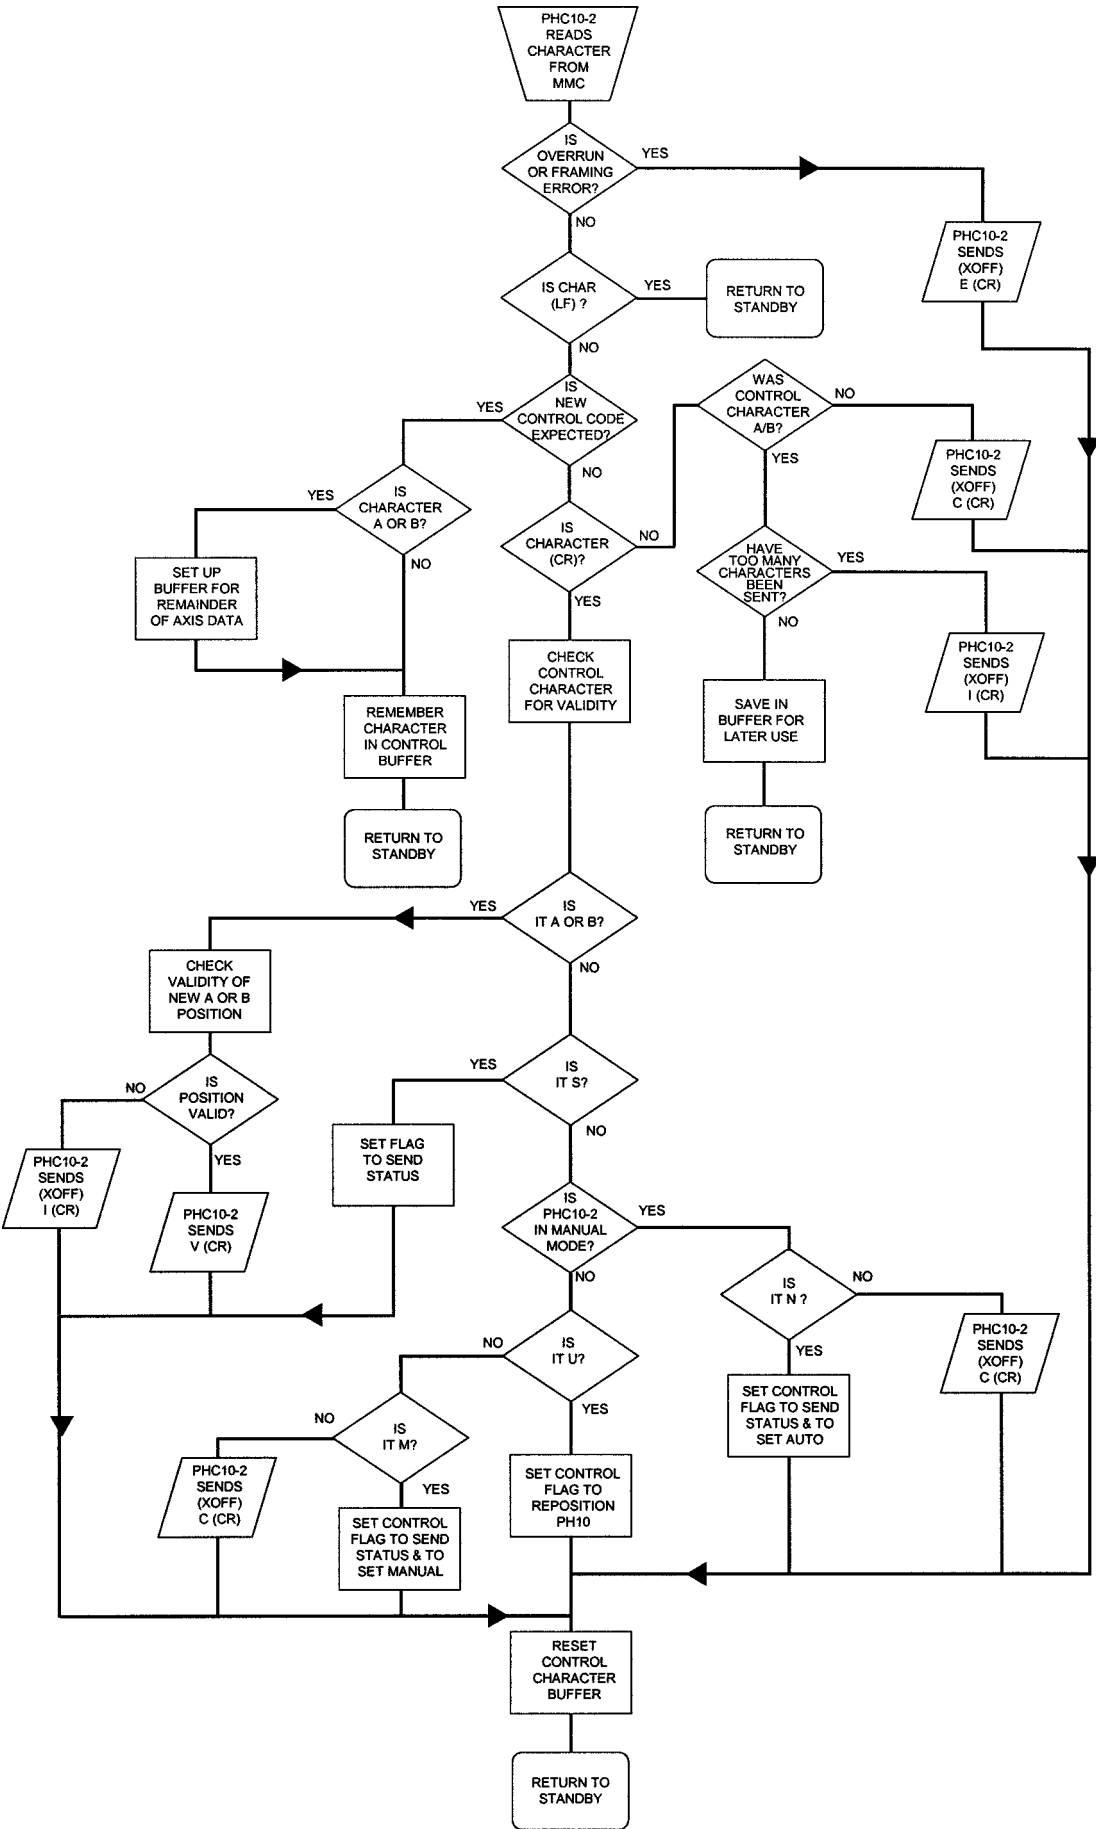 PHC10-2
READS
CHARACTER
FROM
MMC
IS
OVERRUN
OR FRAMING
ERROR?
YES
NO
PHC10-2
SENDS
(XOFF)
E (CR)
IS CHAR
(LF) ?
YES
RETURN TO
STANDBY
NO
IS
NEW
CONTROL CODE
EXPECTED?
YES
NO
WAS
CONTROL
CHARACTER
A/B?
NO
YES
PHC10-2
SENDS
(XOFF)
C (CR)
IS
CHARACTER
A OR B?
YES
NO
SET UP
BUFFER FOR
REMAINDER
OF AXIS DATA
IS
CHARACTER
(CR)?
NO
YES
HAVE
TOO MANY
CHARACTERS
BEEN
SENT?
YES
NO
PHC10-2
SENDS
(XOFF)
I (CR)
CHECK
CONTROL
CHARACTER
FOR VALIDITY
REMEMBER
CHARACTER
IN CONTROL
BUFFER
SAVE IN
BUFFER FOR
LATER USE
RETURN TO
STANDBY
RETURN TO
STANDBY
IS
IT A OR B?
YES
NO
CHECK
VALIDITY OF
NEW A OR B
POSITION
IS
POSITION
VALID?
NO
YES
PHC10-2
SENDS
(XOFF)
I (CR)
PHC10-2
SENDS
V (CR)
IS
IT S?
YES
NO
SET FLAG
TO SEND
STATUS
IS
PHC10-2
IN MANUAL
MODE?
YES
NO
IS
IT N ?
NO
YES
PHC10-2
SENDS
(XOFF)
C (CR)
SET CONTROL
FLAG TO SEND
STATUS & TO
SET AUTO
IS
IT U?
NO
YES
IS
IT M?
NO
YES
PHC10-2
SENDS
(XOFF)
C (CR)
SET CONTROL
FLAG TO SEND
STATUS & TO
SET MANUAL
SET CONTROL
FLAG TO
REPOSITION
PH10
RESET
CONTROL
CHARACTER
BUFFER
RETURN TO
STANDBY